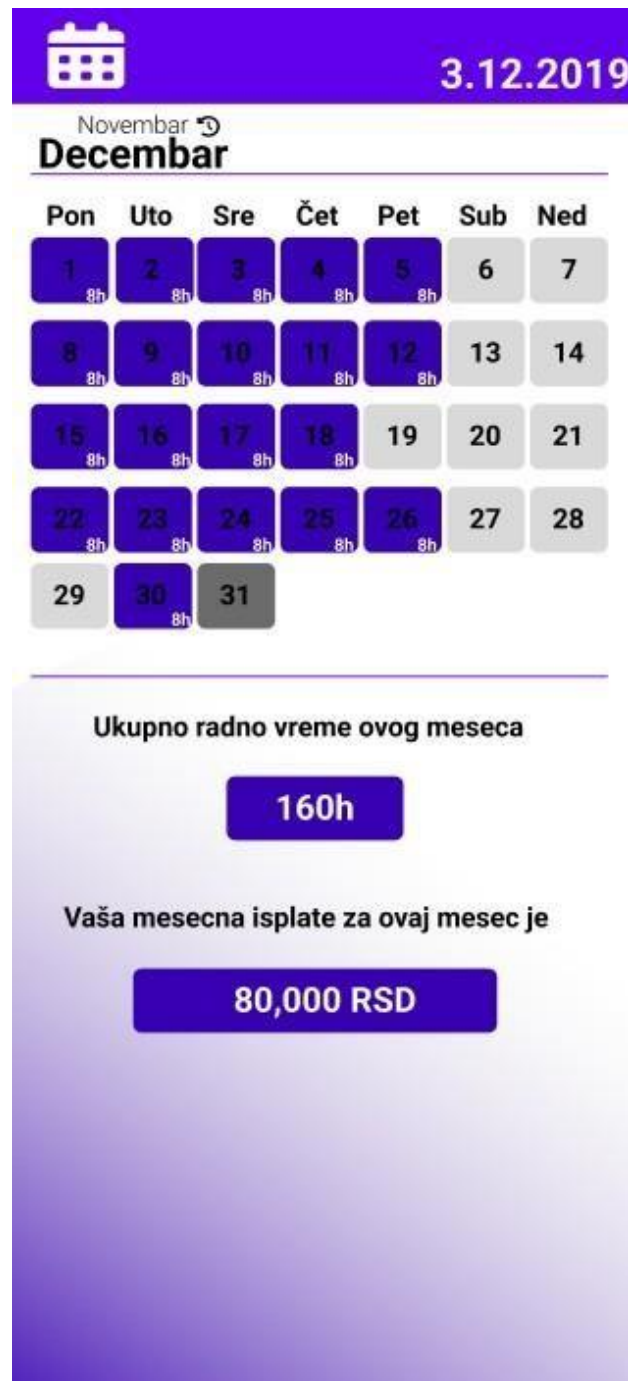 3.12.2019
Novembar
Decembar
Pon Uto Sre Čet Pet Sub Ned
1 8h 2 8h 3 8h 4 8h 5 8h 6 7
8 8h 9 8h 10 8h 11 8h 12 8h 13 14
15 8h 16 8h 17 8h 18 8h 19 20 21
22 8h 23 8h 24 8h 25 8h 26 8h 27 28
29 30 8h 31
Ukupno radno vreme ovog meseca
160h
Vaša mesecna isplate za ovaj mesec je
80,000 RSD